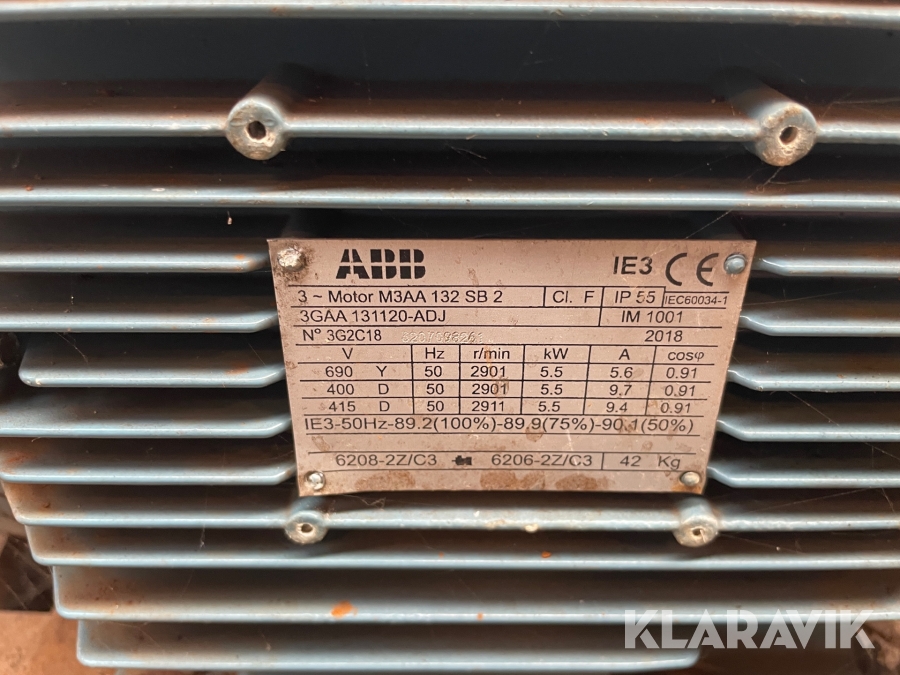 ABB IE3 CE
3 ~ Motor M3AA 132 SB 2 Cl. F IP 55 IEC60034-1
3GAA 131120-ADJ IM 1001
Nº 3G2C18 2018
V Hz r/min kW A cosφ
690 Y 50 2901 5.5 5.6 0.91
400 D 50 2901 5.5 9.7 0.91
415 D 50 2911 5.5 9.4 0.91
IE3-50Hz-89.2(100%)-89.9(75%)-90.1(50%)
6208-2Z/C3 6206-2Z/C3 42 Kg
KLARAVIK